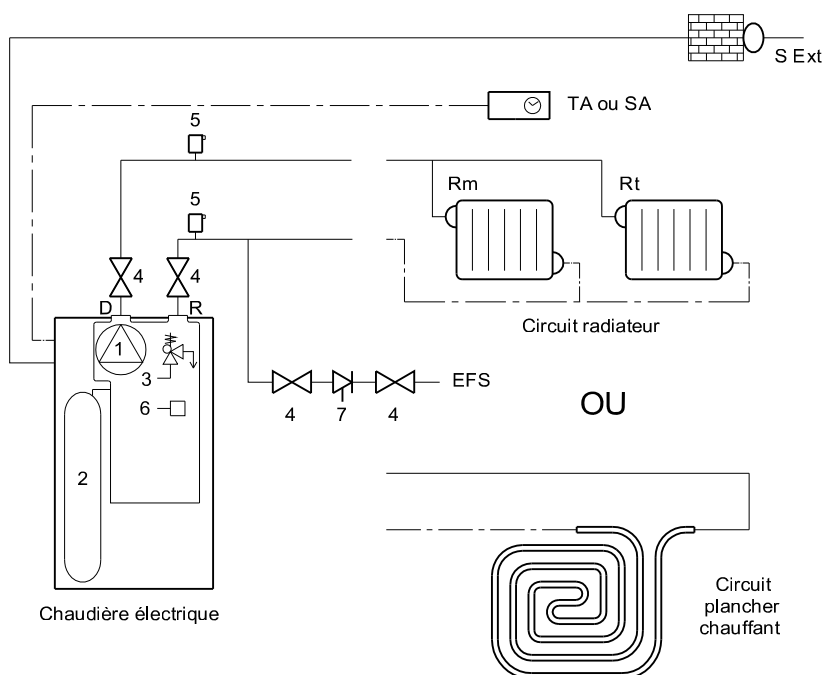 S Ext
TA ou SA
5
Rm
Rt
5
4
4
D
R
Circuit radiateur
1
3
EFS
6
4
7
4
OU
2
Chaudière électrique
Circuit
plancher
chauffant